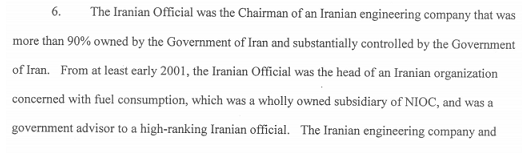 6. The Iranian Official was the Chairman of an Iranian engineering company that was
more than 90% owned by the Government of Iran and substantially controlled by the Government
of Iran. From at least early 2001, the Iranian Official was the head of an Iranian organization
concerned with fuel consumption, which was a wholly owned subsidiary of NIOC, and was a
government advisor to a high-ranking Iranian official. The Iranian engineering company and